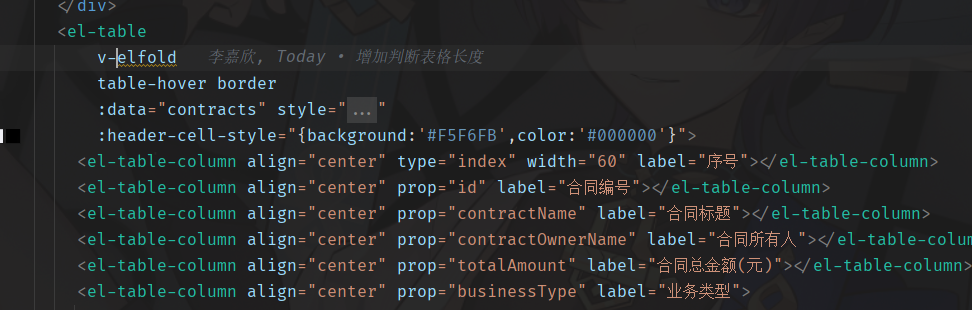 </div>
<el-table
v-elfold 李嘉欣, Today • 增加判断表格长度
table-hover border
:data="contracts" style="..."
:header-cell-style="{background:'#F5F6FB',color:'#000000'}">
<el-table-column align="center" type="index" width="60" label="序号"></el-table-column>
<el-table-column align="center" prop="id" label="合同编号"></el-table-column>
<el-table-column align="center" prop="contractName" label="合同标题"></el-table-column>
<el-table-column align="center" prop="contractOwnerName" label="合同所有人"></el-table-colum
<el-table-column align="center" prop="totalAmount" label="合同总金额(元)"></el-table-column>
<el-table-column align="center" prop="businessType" label="业务类型">